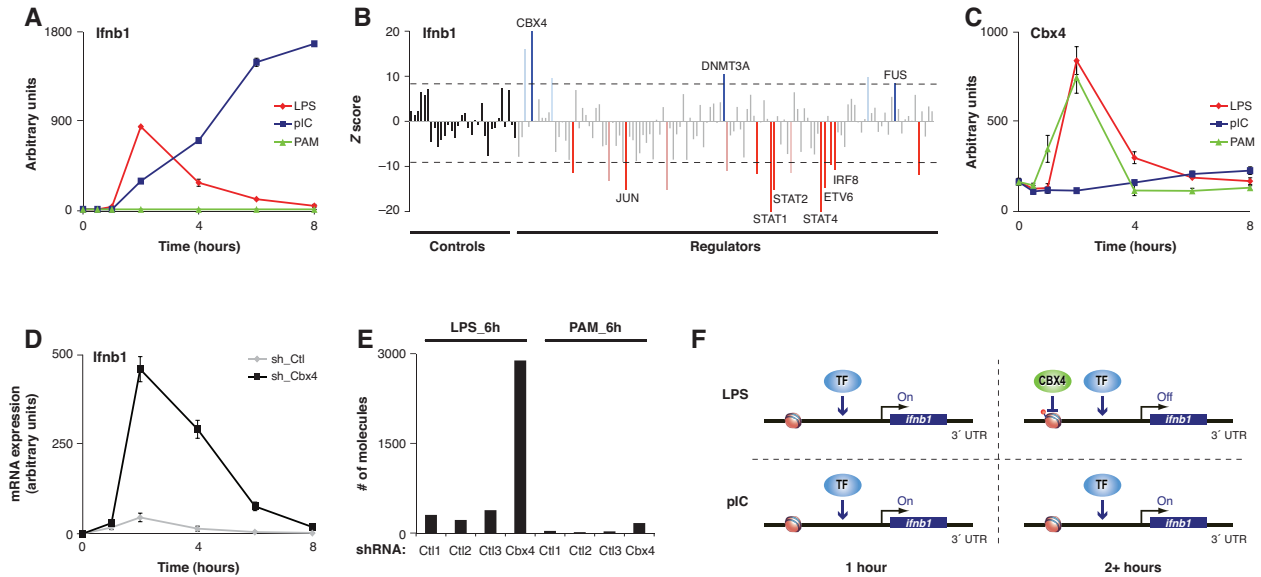 A
Ifnb1
1800
900
0
Arbitrary units
0
4
8
Time (hours)
LPS
pIC
PAM
B
Ifnb1
20
10
0
−10
−20
Z score
CBX4
DNMT3A
FUS
JUN
STAT1
STAT2
STAT4
ETV6
IRF8
Controls
Regulators
C
Cbx4
1000
500
0
Arbitrary units
0
4
8
Time (hours)
LPS
pIC
PAM
D
Ifnb1
500
250
0
mRNA expression
(arbitrary units)
0
4
8
Time (hours)
sh_Ctl
sh_Cbx4
E
LPS_6h
PAM_6h
3000
1500
0
# of molecules
shRNA: Ctl1 Ctl2 Ctl3 Cbx4 Ctl1 Ctl2 Ctl3 Cbx4
F
LPS
TF
On
ifnb1
3´ UTR
CBX4
TF
Off
ifnb1
3´ UTR
pIC
TF
On
ifnb1
3´ UTR
TF
On
ifnb1
3´ UTR
1 hour
2+ hours